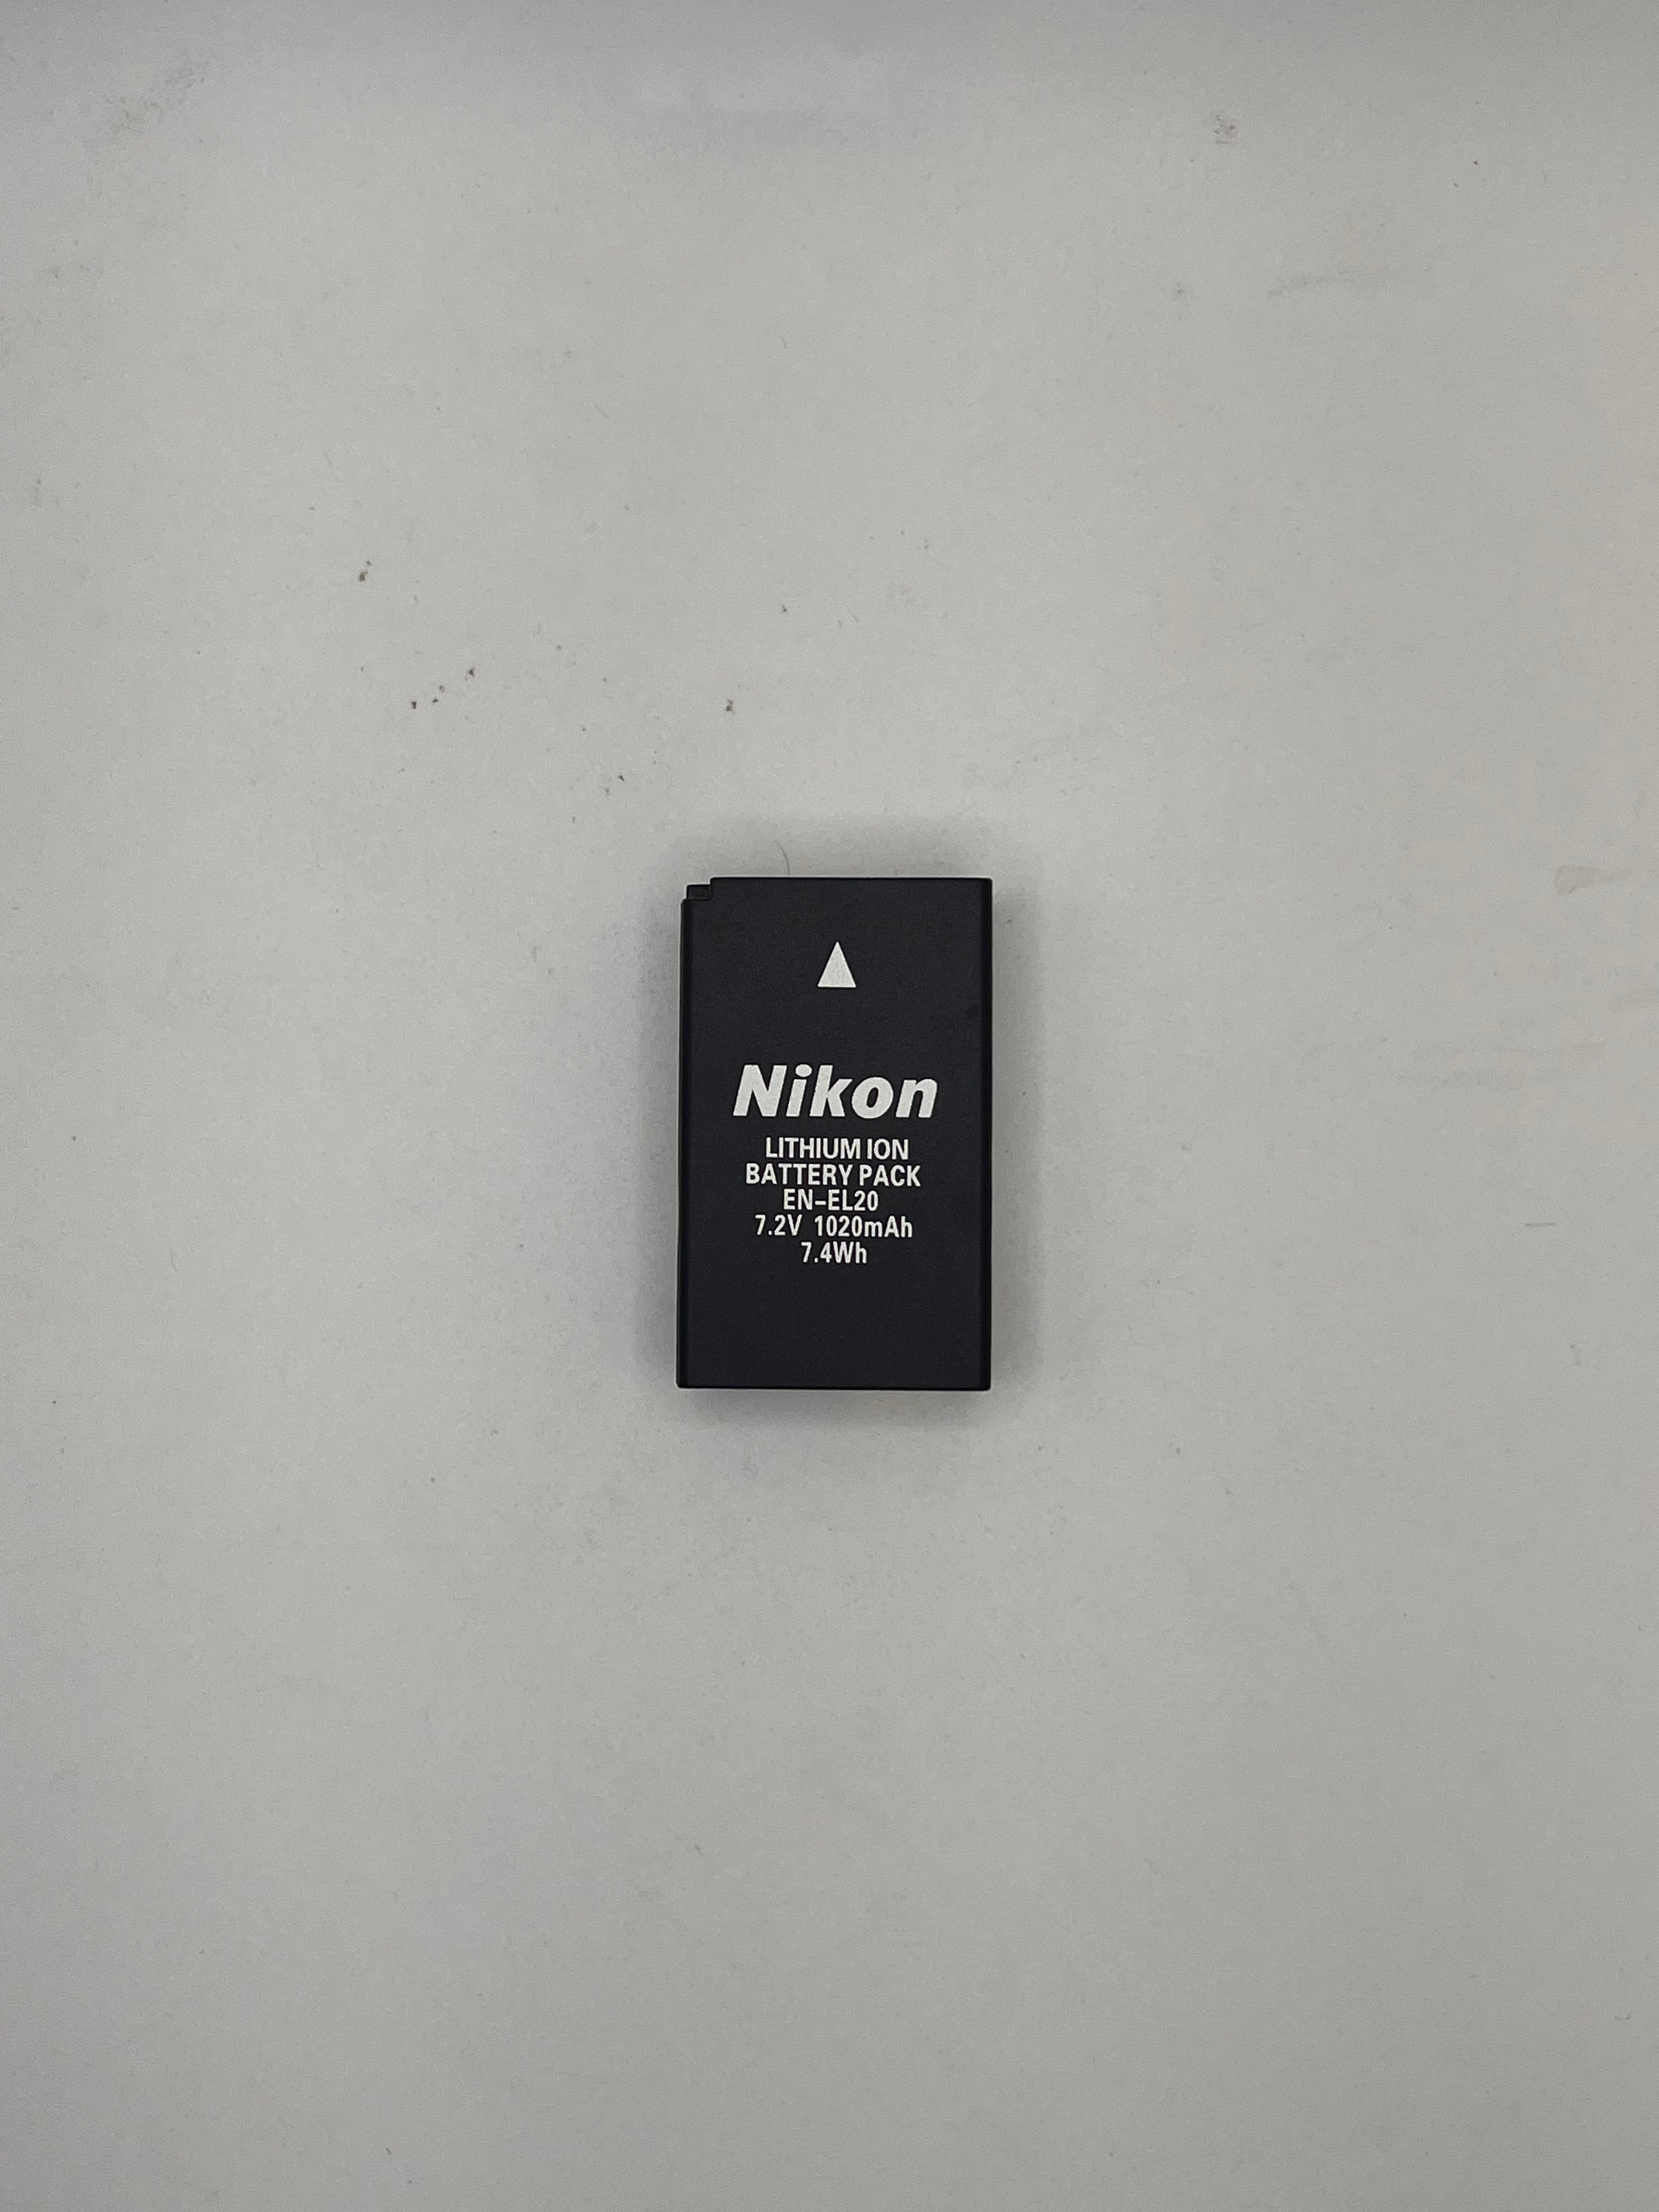 Nikon
LITHIUM ION
BATTERY PACK
EN-EL20
7.2V 1020mAh
7.4Wh